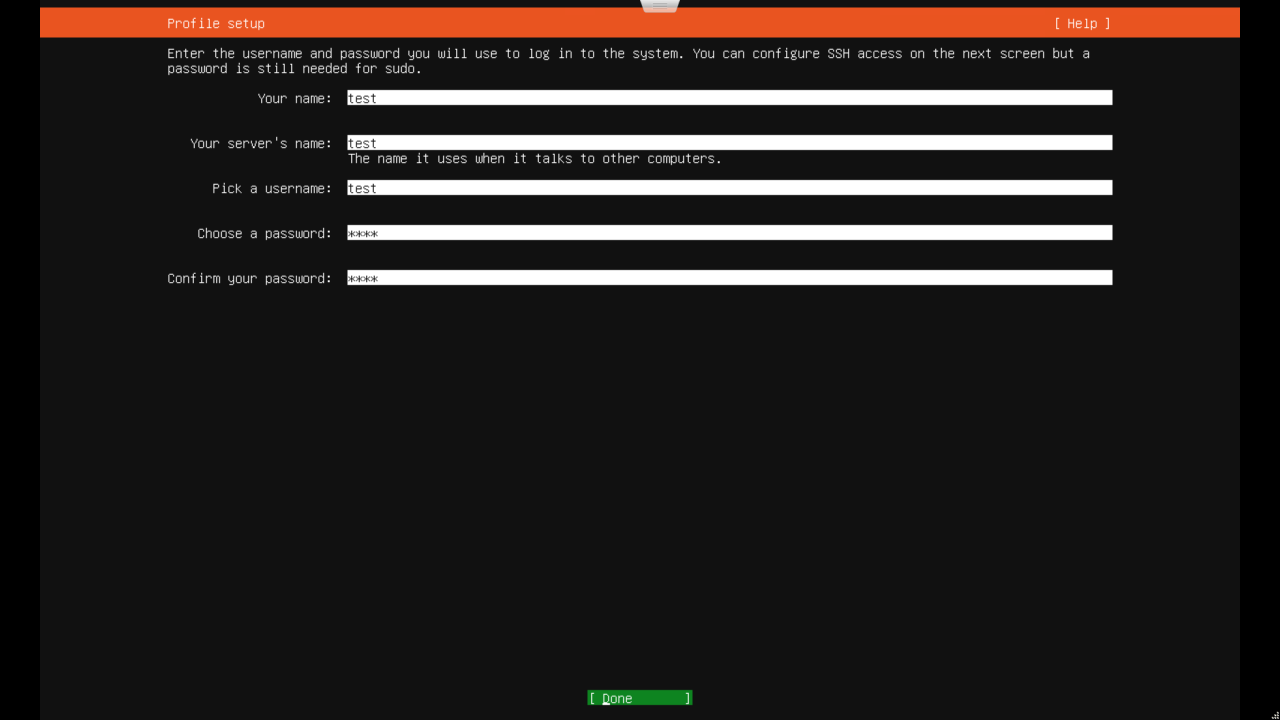 Profile setup [ Help ]
Enter the username and password you will use to log in to the system. You can configure SSH access on the next screen but a
password is still needed for sudo.
Your name: test
Your server's name: test
The name it uses when it talks to other computers.
Pick a username: test
Choose a password: ****
Confirm your password: ****
[ Done ]